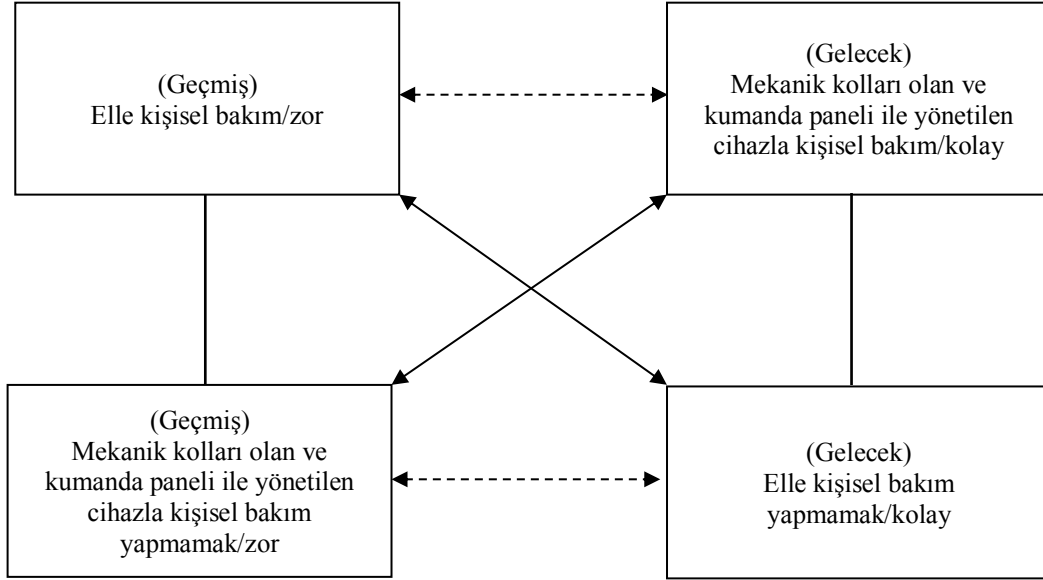 (Geçmiş)
Elle kişisel bakım/zor
(Gelecek)
Mekanik kolları olan ve
kumanda paneli ile yönetilen
cihazla kişisel bakım/kolay
(Geçmiş)
Mekanik kolları olan ve
kumanda paneli ile yönetilen
cihazla kişisel bakım
yapmamak/zor
(Gelecek)
Elle kişisel bakım
yapmamak/kolay